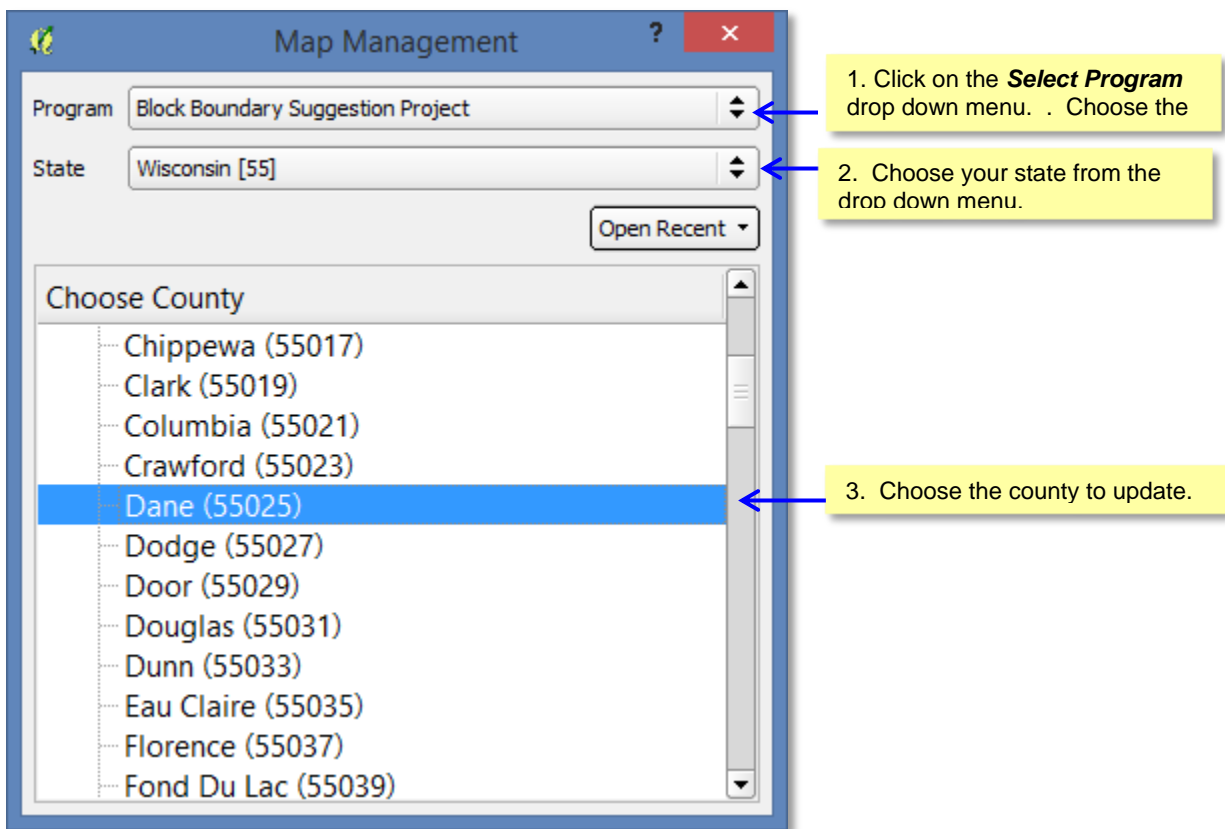 Map Management
?
×
Program
Block Boundary Suggestion Project
State
Wisconsin [55]
Open Recent
Choose County
Chippewa (55017)
Clark (55019)
Columbia (55021)
Crawford (55023)
Dane (55025)
Dodge (55027)
Door (55029)
Douglas (55031)
Dunn (55033)
Eau Claire (55035)
Florence (55037)
Fond Du Lac (55039)
1. Click on the Select Program
drop down menu. . Choose the
2. Choose your state from the
drop down menu.
3. Choose the county to update.